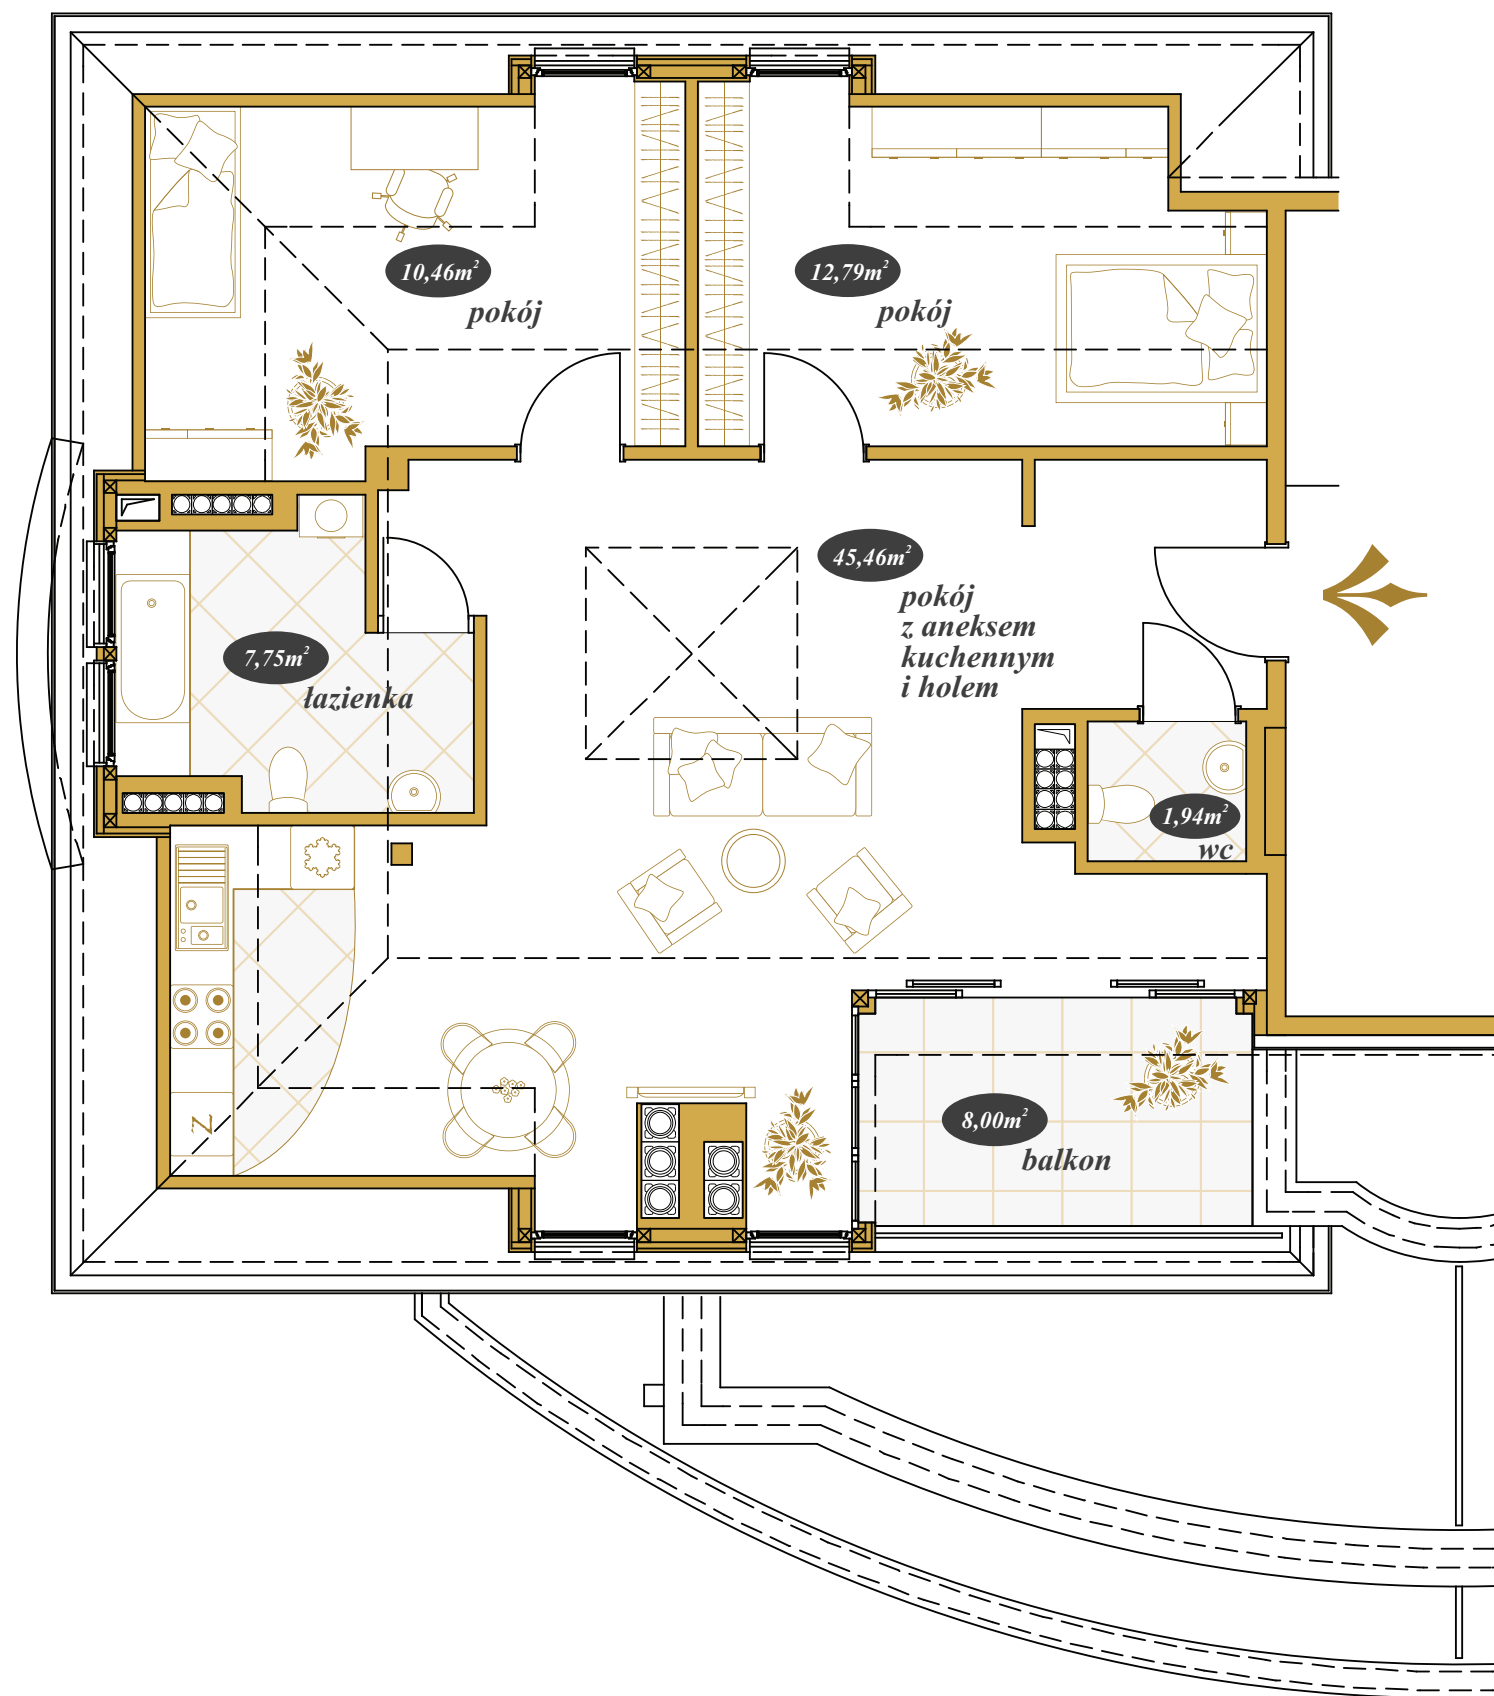 10,46m²
pokój
12,79m²
pokój
45,46m²
pokój
z aneksem
kuchennym
i holem
7,75m²
łazienka
1,94m²
wc
8,00m²
balkon
Z